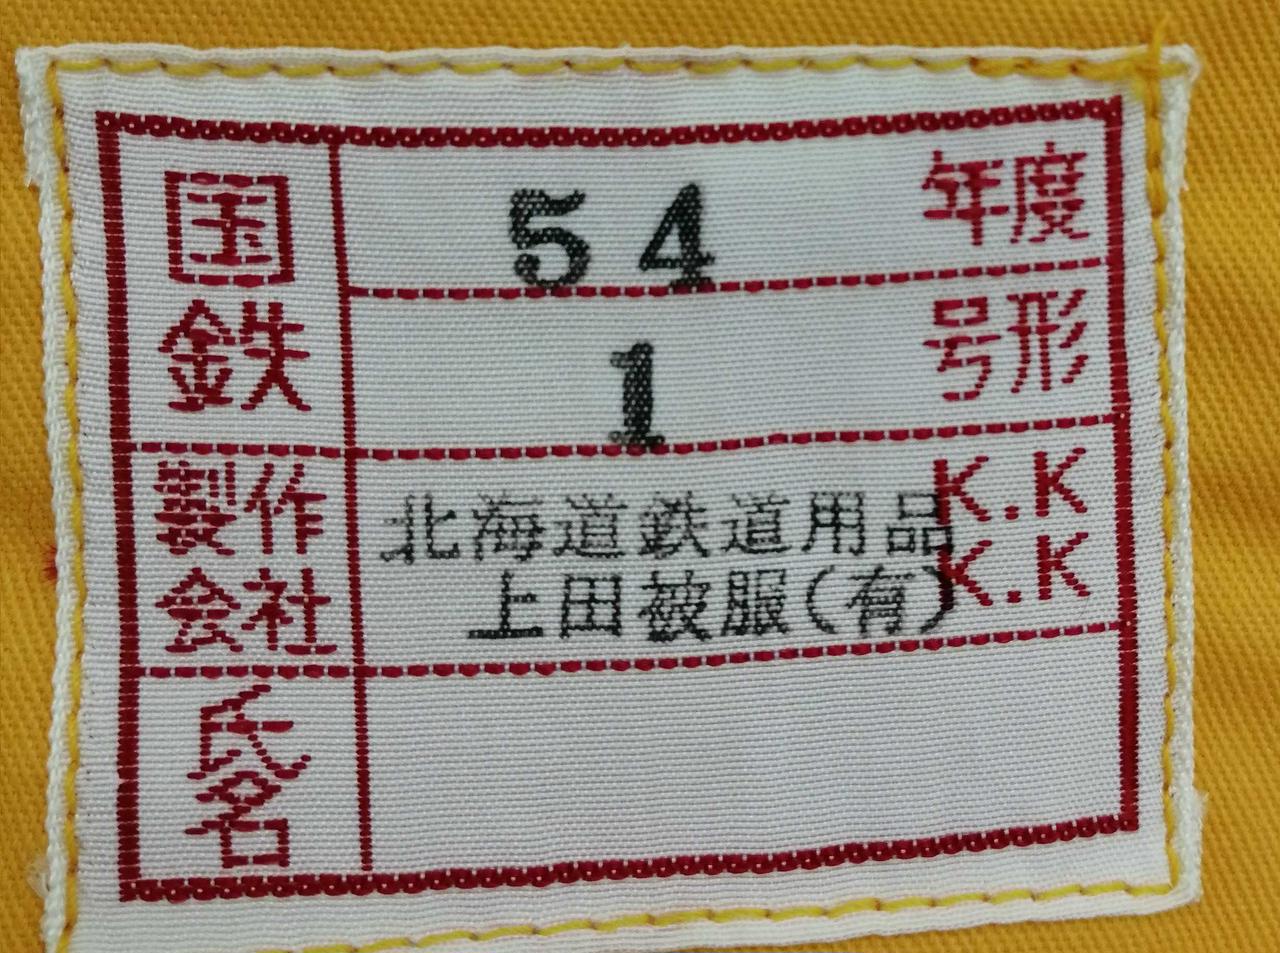 国鉄
54 年度
1 号形
製作会社
北海道鉄道用品 K.K
上田被服(有) K.K
氏名